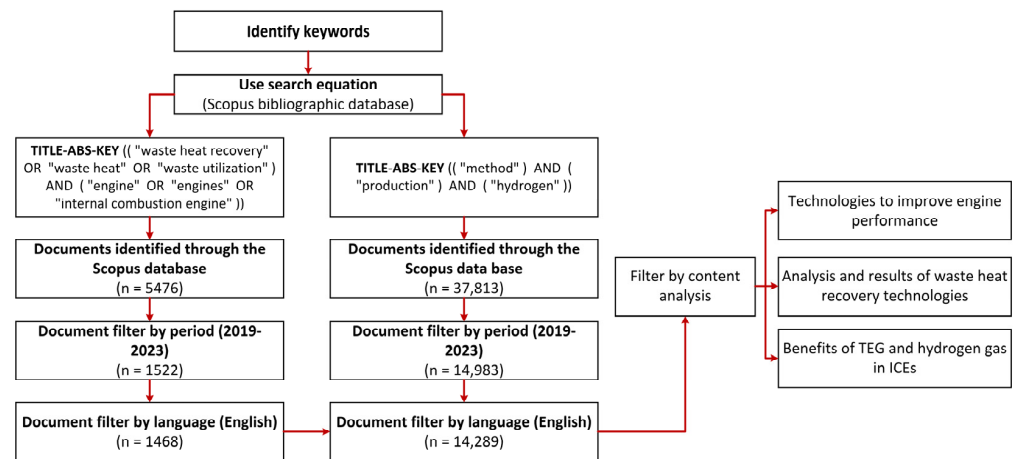 Identify keywords
Use search equation
(Scopus bibliographic database)
TITLE-ABS-KEY (( "waste heat recovery"
OR "waste heat" OR "waste utilization" )
AND ( "engine" OR "engines" OR
"internal combustion engine" ))
TITLE-ABS-KEY (( "method" ) AND (
"production" ) AND ( "hydrogen" ))
Documents identified through the
Scopus database
(n = 5476)
Documents identified through the
Scopus data base
(n = 37,813)
Document filter by period (2019-
2023)
(n = 1522)
Document filter by period (2019-
2023)
(n = 14,983)
Document filter by language (English)
(n = 1468)
Document filter by language (English)
(n = 14,289)
Filter by content
analysis
Technologies to improve engine
performance
Analysis and results of waste heat
recovery technologies
Benefits of TEG and hydrogen gas
in ICEs